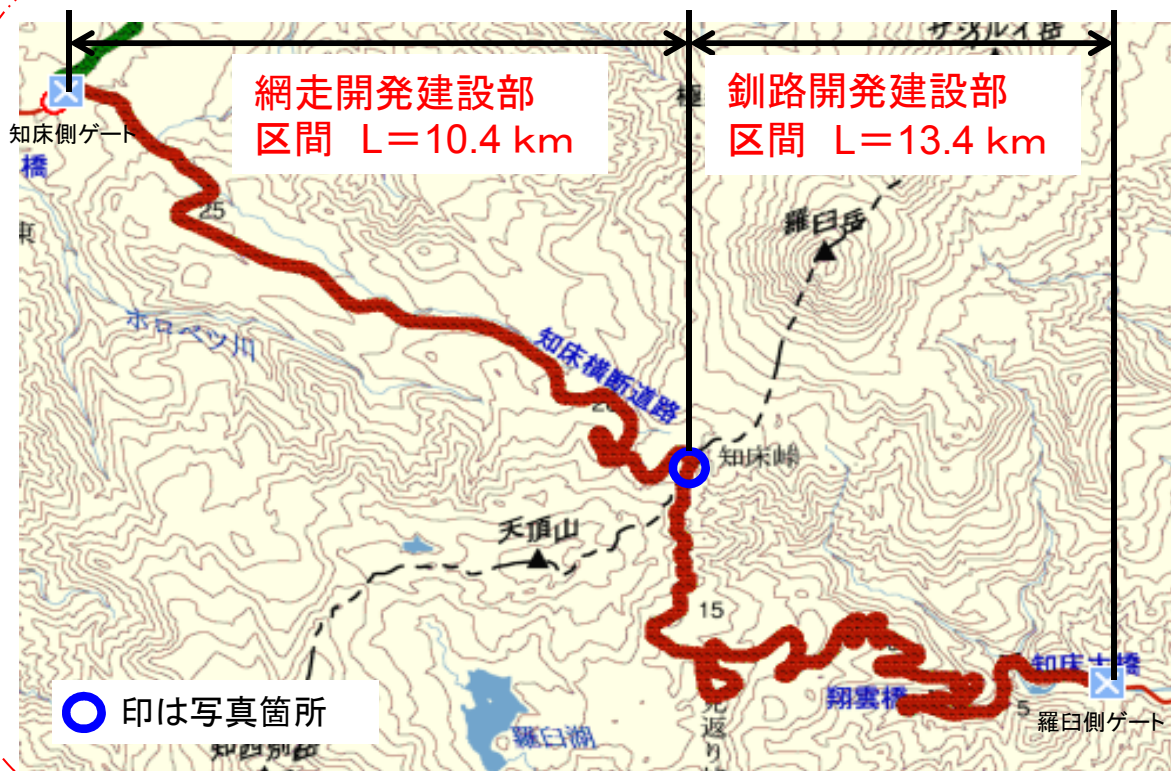 網走開発建設部
区間 L=10.4 km
釧路開発建設部
区間 L=13.4 km
知床側ゲート
橋
25
羅臼岳
ホロベツ川
知床横断道路
知床峠
天頂山
15
知床大橋
翔雲橋
5
羅臼側ゲート
印は写真箇所
羅臼湖